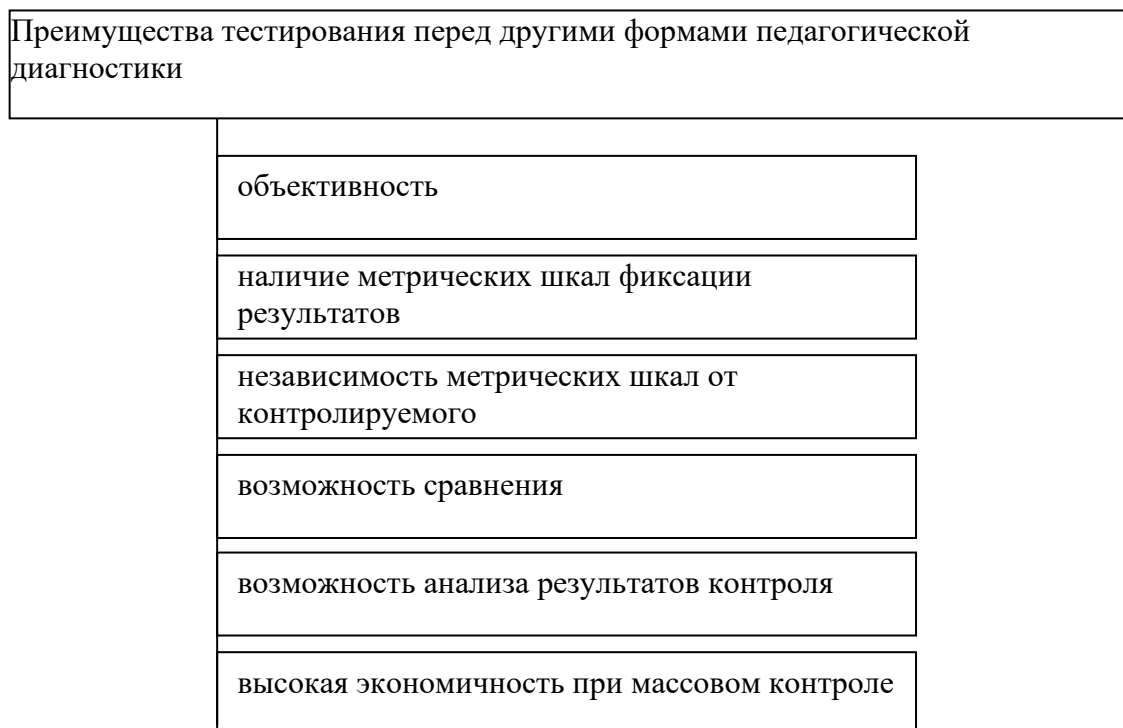 Преимущества тестирования перед другими формами педагогической
диагностики
объективность
наличие метрических шкал фиксации
результатов
независимость метрических шкал от
контролируемого
возможность сравнения
возможность анализа результатов контроля
высокая экономичность при массовом контроле